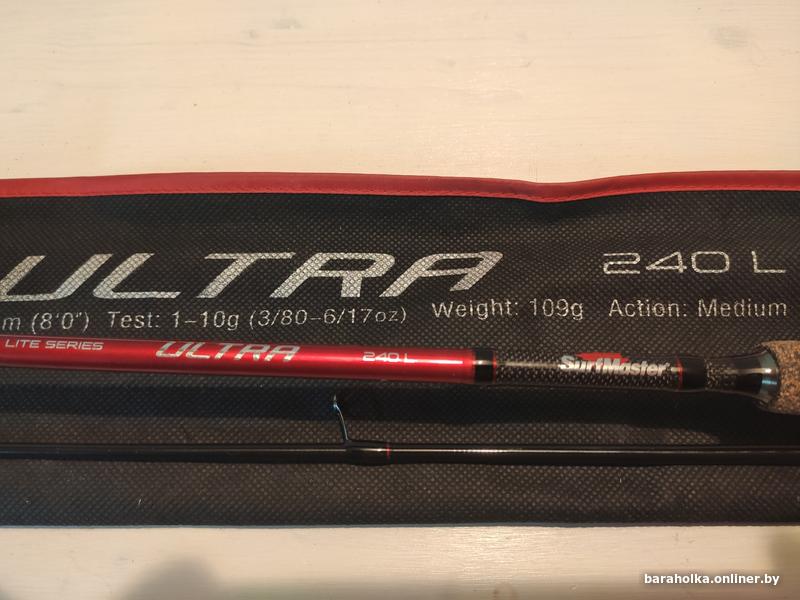 ULTRA 240 L
m (8'0") Test: 1-10g (3/80-6/17oz) Weight: 109g Action: Medium
LITE SERIES ULTRA 240 L SurfMaster
baraholka.onliner.by